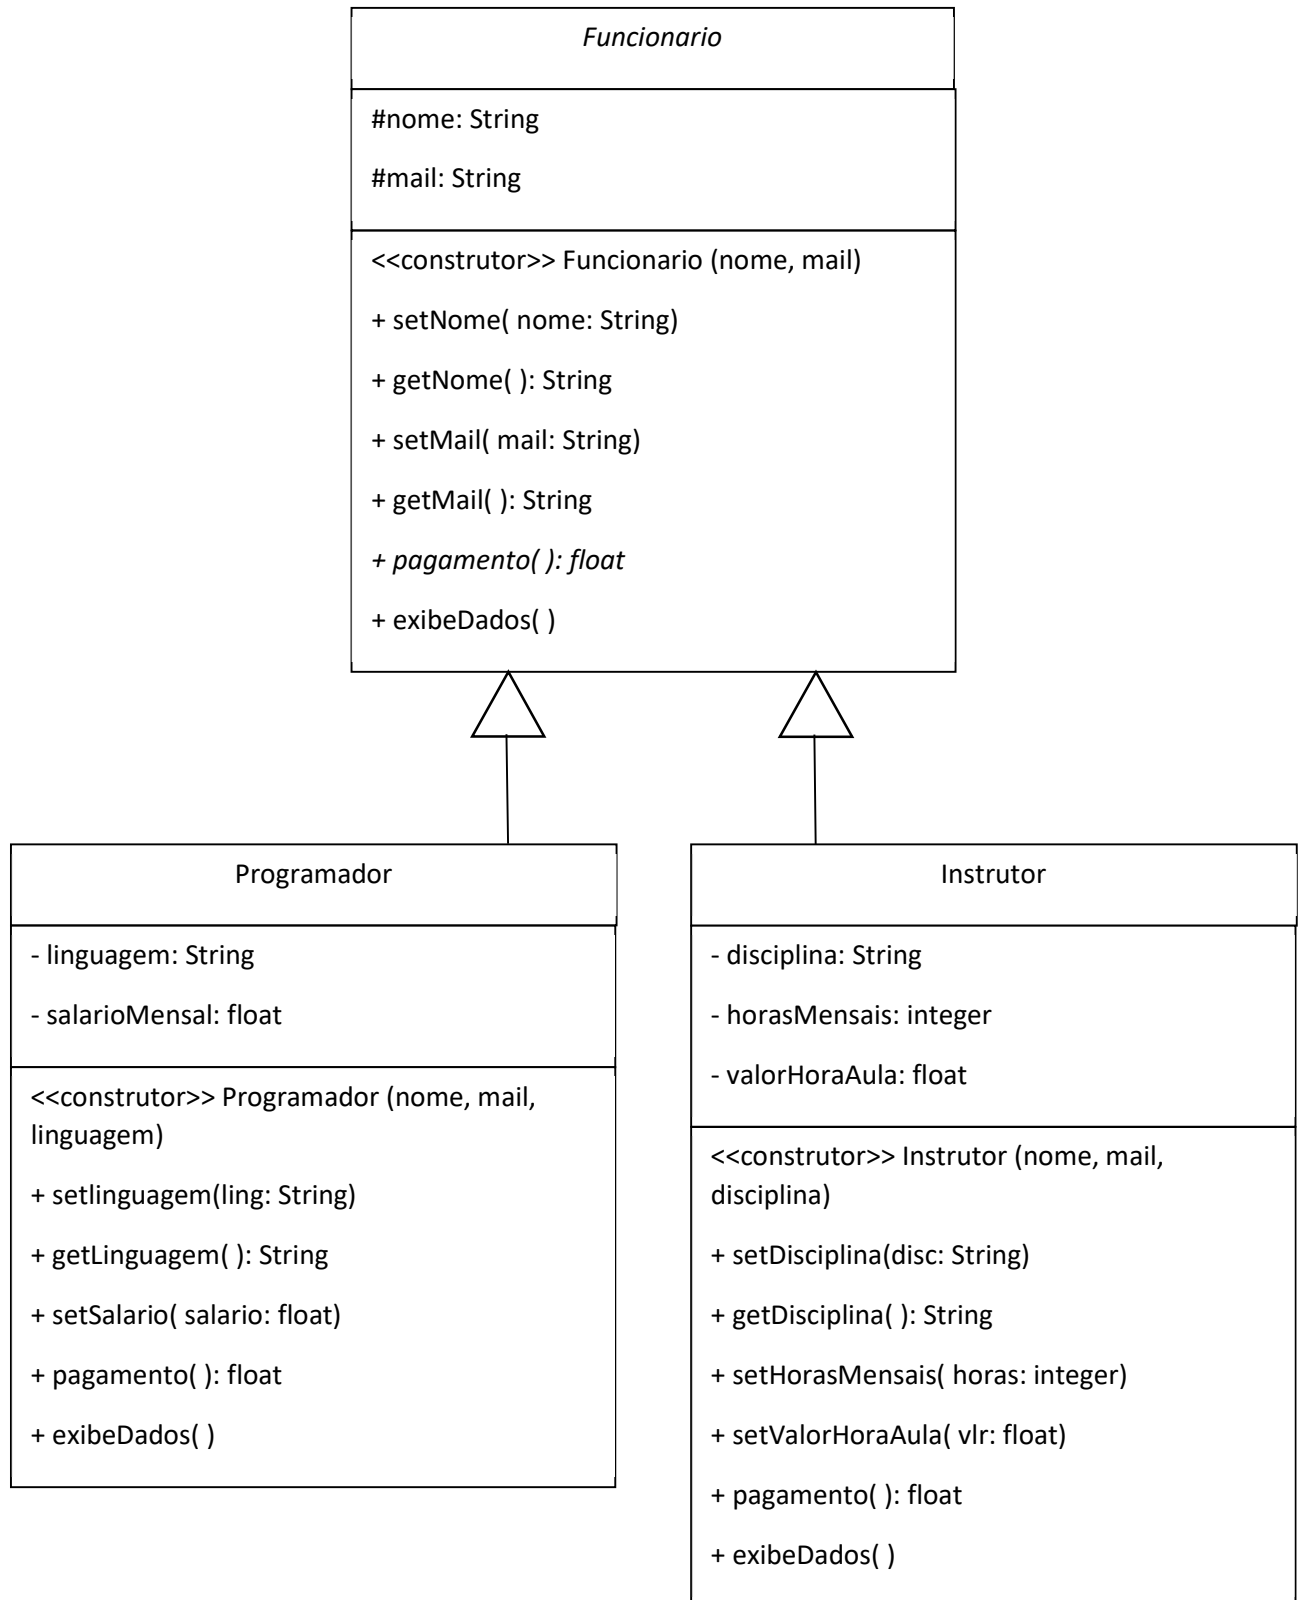 Funcionario
#nome: String
#mail: String
<<construtor>> Funcionario (nome, mail)
+ setNome( nome: String)
+ getNome( ): String
+ setMail( mail: String)
+ getMail( ): String
+ pagamento( ): float
+ exibeDados( )
Programador
- linguagem: String
- salarioMensal: float
<<construtor>> Programador (nome, mail,
linguagem)
+ setlinguagem(ling: String)
+ getLinguagem( ): String
+ setSalario( salario: float)
+ pagamento( ): float
+ exibeDados( )
Instrutor
- disciplina: String
- horasMensais: integer
- valorHoraAula: float
<<construtor>> Instrutor (nome, mail,
disciplina)
+ setDisciplina(disc: String)
+ getDisciplina( ): String
+ setHorasMensais( horas: integer)
+ setValorHoraAula( vlr: float)
+ pagamento( ): float
+ exibeDados( )